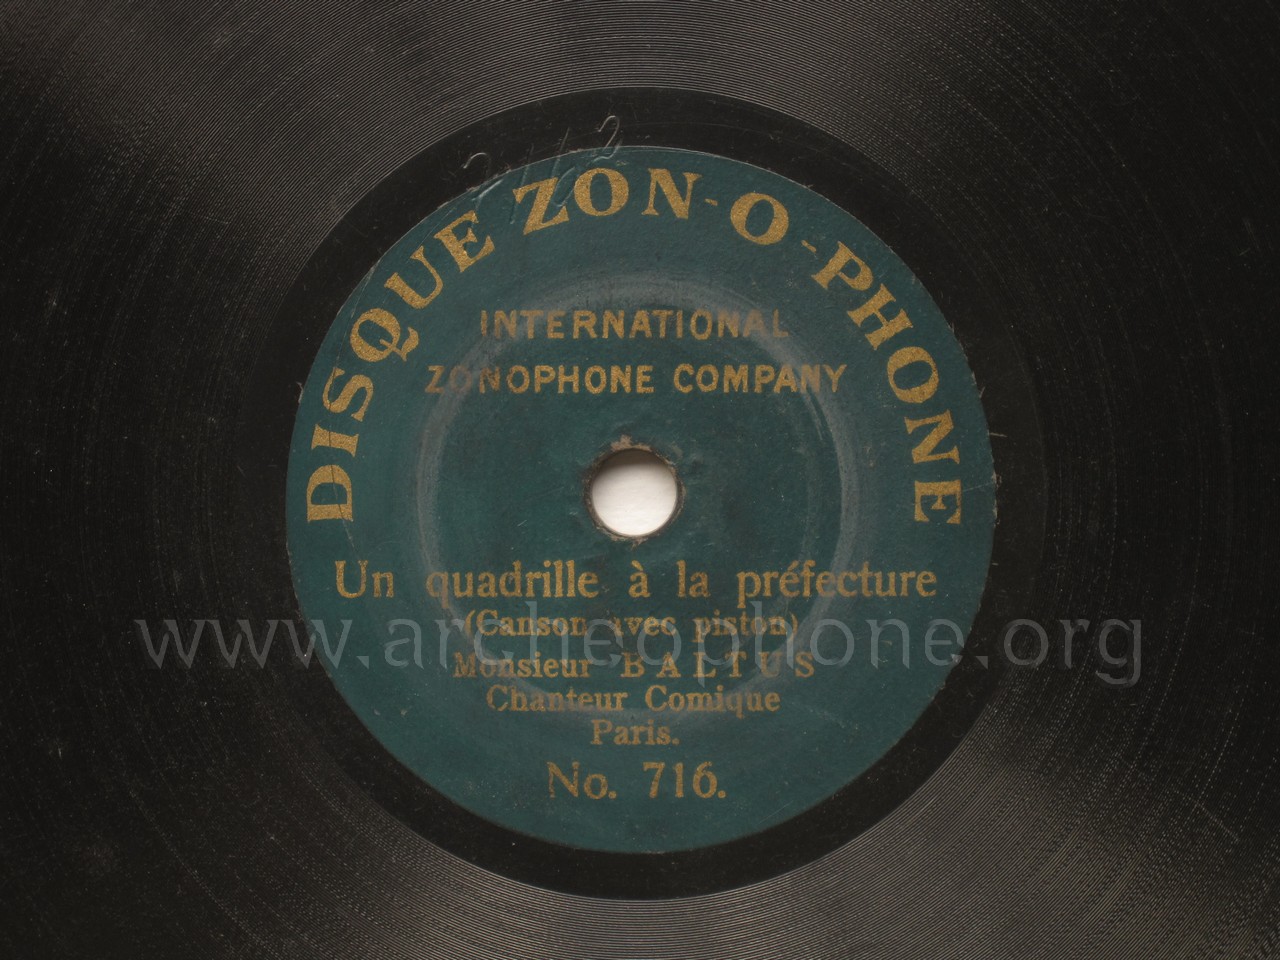 2162
DISQUE ZON-O-PHONE
INTERNATIONAL
ZONOPHONE COMPANY
Un quadrille à la préfecture
(Canson avec piston)
www.archeophone.org
Monsieur BALTUS
Chanteur Comique
Paris.
No. 716.